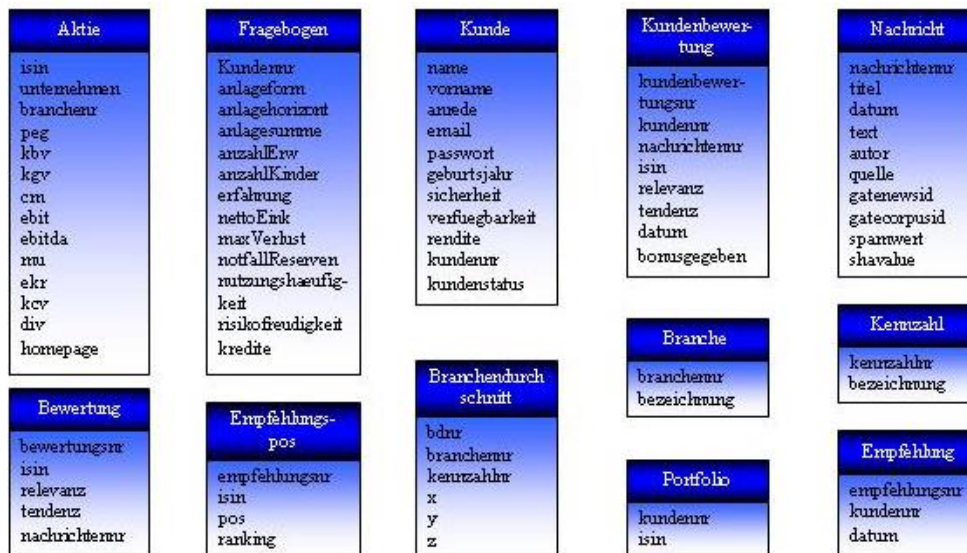 Aktie
isin
unternehmen
branchenr
peg
kbv
kgv
cm
ebit
ebitda
mu
ekr
kcv
div
homepage
Fragebogen
Kundennr
anlageform
anlagehorizont
anlagesumme
anzahlErw
anzahlKinder
erfahrung
nettoEink
maxVerlust
notfallReserven
nutzungshaeufig-
keit
risikofreudigkeit
kredite
Kunde
name
vorname
anrede
email
passwort
geburtsjahr
sicherheit
verfuegbarkeit
rendite
kundennr
kundenstatus
Kundenbewer-
tung
kundenbewer-
tungsnr
kundennr
nachrichtennr
isin
relevanz
tendenz
datum
bonusgegeben
Nachricht
nachrichtennr
titel
datum
text
autor
quelle
gatenewsid
gatecorpusid
spamwert
shavalue
Branche
branchennr
bezeichnung
Kennzahl
kennzahlnr
bezeichnung
Bewertung
bewertungsnr
isin
relevanz
tendenz
nachrichtennr
Empfehlungs-
pos
empfehlungsnr
isin
pos
ranking
Branchendurch
schnitt
bdnr
branchennr
kennzahlnr
x
y
z
Portfolio
kundennr
isin
Empfehlung
empfehlungsnr
kundennr
datum